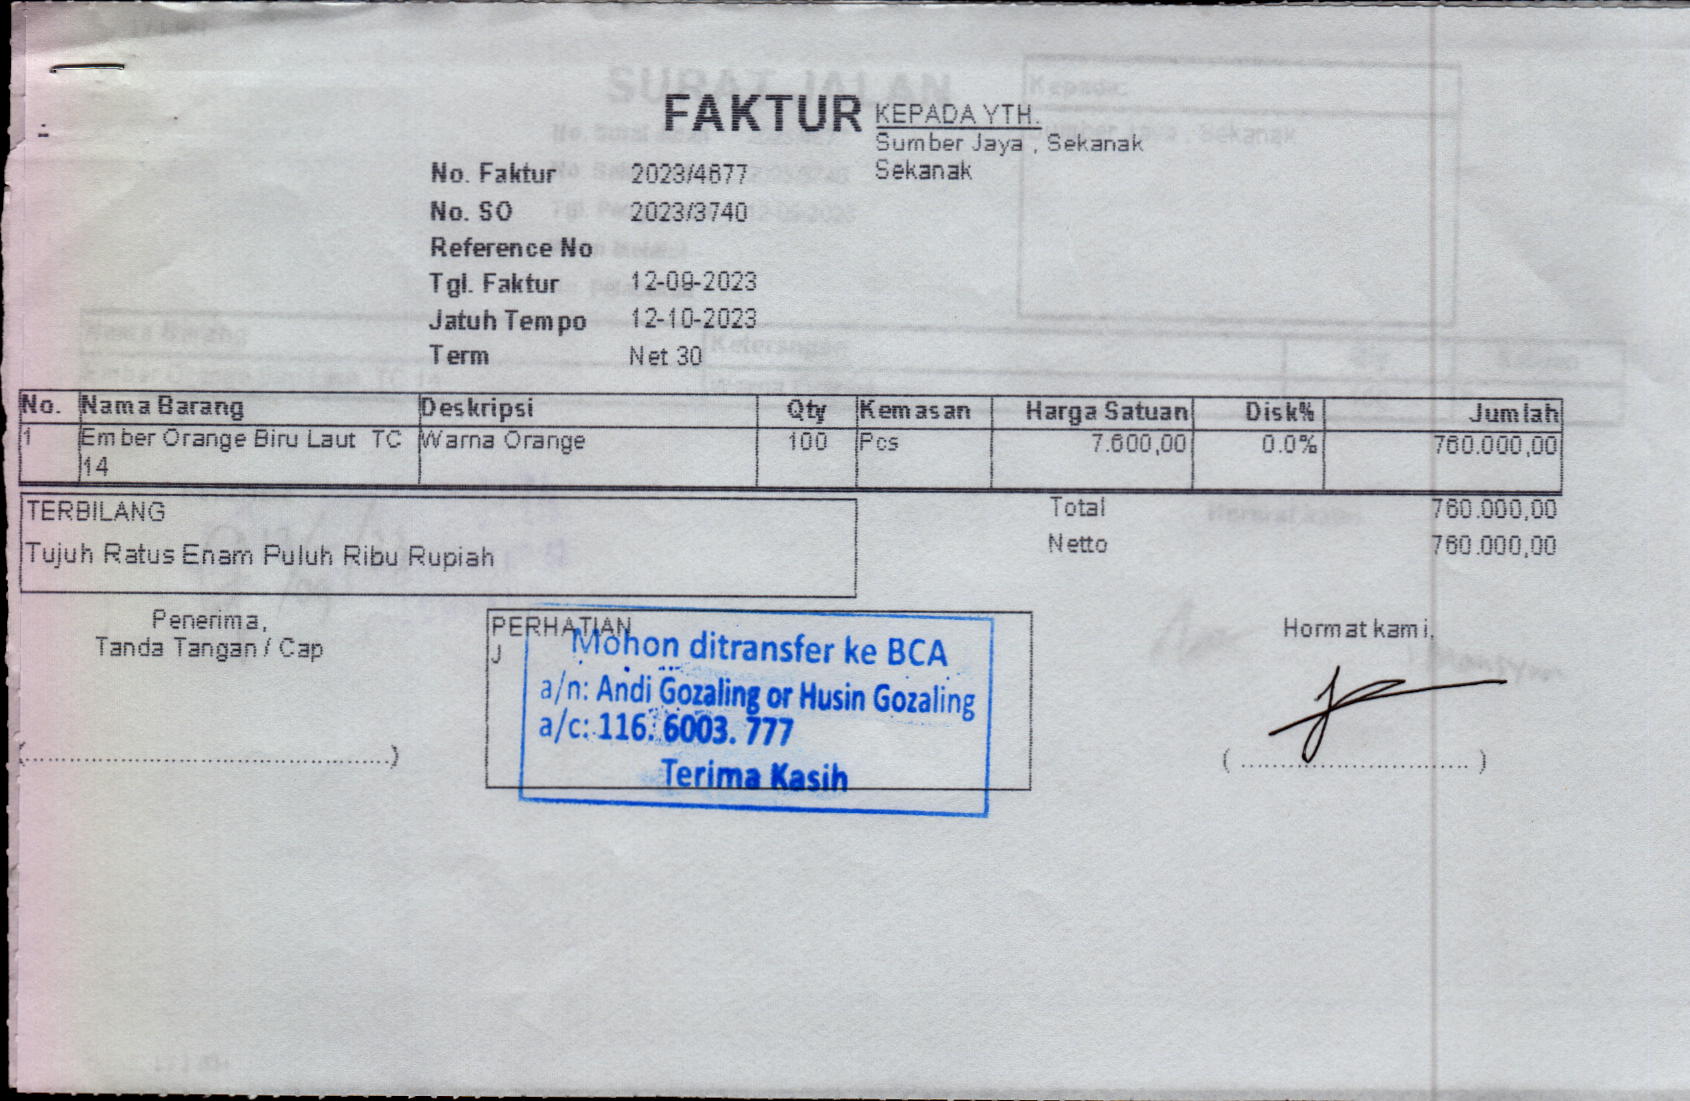 FAKTUR
KEPADA YTH.
Sumber Jaya , Sekanak
Sekanak
No. Faktur 2023/4677
No. SO 2023/3740
Reference No
Tgl. Faktur 12-09-2023
Jatuh Tempo 12-10-2023
Term Net 30
No. Nama Barang Deskripsi Qty Kemasan Harga Satuan Disk% Jumlah
1 Ember Orange Biru Laut TC Warna Orange 100 Pcs 7.600,00 0.0% 760.000,00
14
TERBILANG
Tujuh Ratus Enam Puluh Ribu Rupiah
Total 760.000,00
Netto 760.000,00
Penerima,
Tanda Tangan / Cap
PERHATIAN
J
Mohon ditransfer ke BCA
a/n: Andi Gozaling or Husin Gozaling
a/c: 116. 6003. 777
Terima Kasih
Hormat kami,
(................................................)
( .............................. )